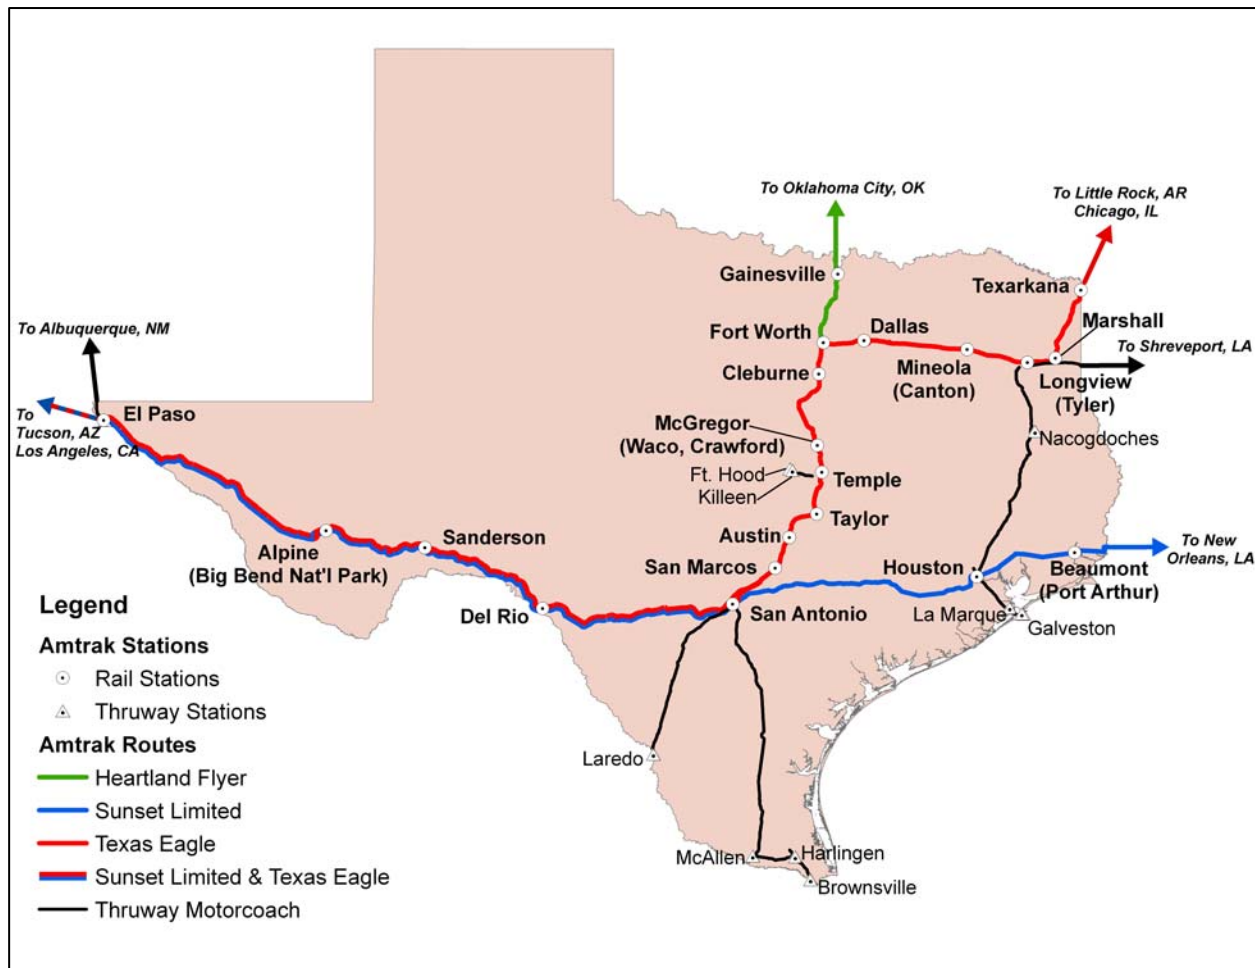 To Oklahoma City, OK
To Little Rock, AR
Chicago, IL
Gainesville
Texarkana
Fort Worth
Dallas
Marshall
To Shreveport, LA
To Albuquerque, NM
Cleburne
Mineola
(Canton)
Longview
(Tyler)
El Paso
To
Tucson, AZ
Los Angeles, CA
McGregor
(Waco, Crawford)
Nacogdoches
Ft. Hood
Killeen
Temple
Taylor
Austin
Sanderson
Alpine
(Big Bend Nat'l Park)
San Marcos
Houston
To New
Orleans, LA
Beaumont
(Port Arthur)
Del Rio
San Antonio
La Marque
Galveston
Laredo
McAllen
Harlingen
Brownsville
Legend
Amtrak Stations
Rail Stations
Thruway Stations
Amtrak Routes
Heartland Flyer
Sunset Limited
Texas Eagle
Sunset Limited & Texas Eagle
Thruway Motorcoach